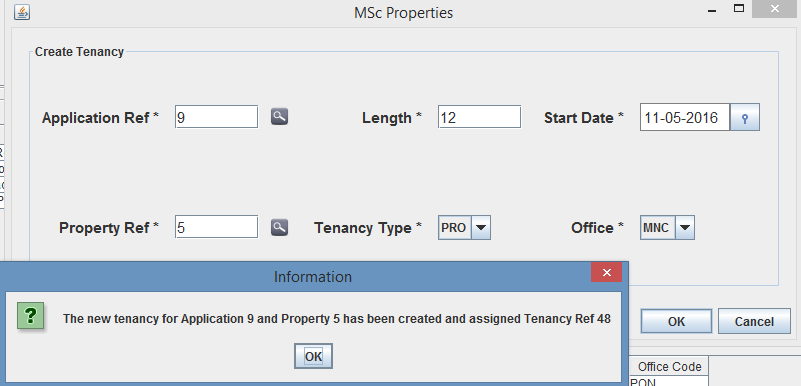 MSc Properties
Create Tenancy
Application Ref * 9 Length * 12 Start Date * 11-05-2016
Property Ref * 5 Tenancy Type * PRO Office * MNC
Information
? The new tenancy for Application 9 and Property 5 has been created and assigned Tenancy Ref 48
OK
OK Cancel
Office Code
PON